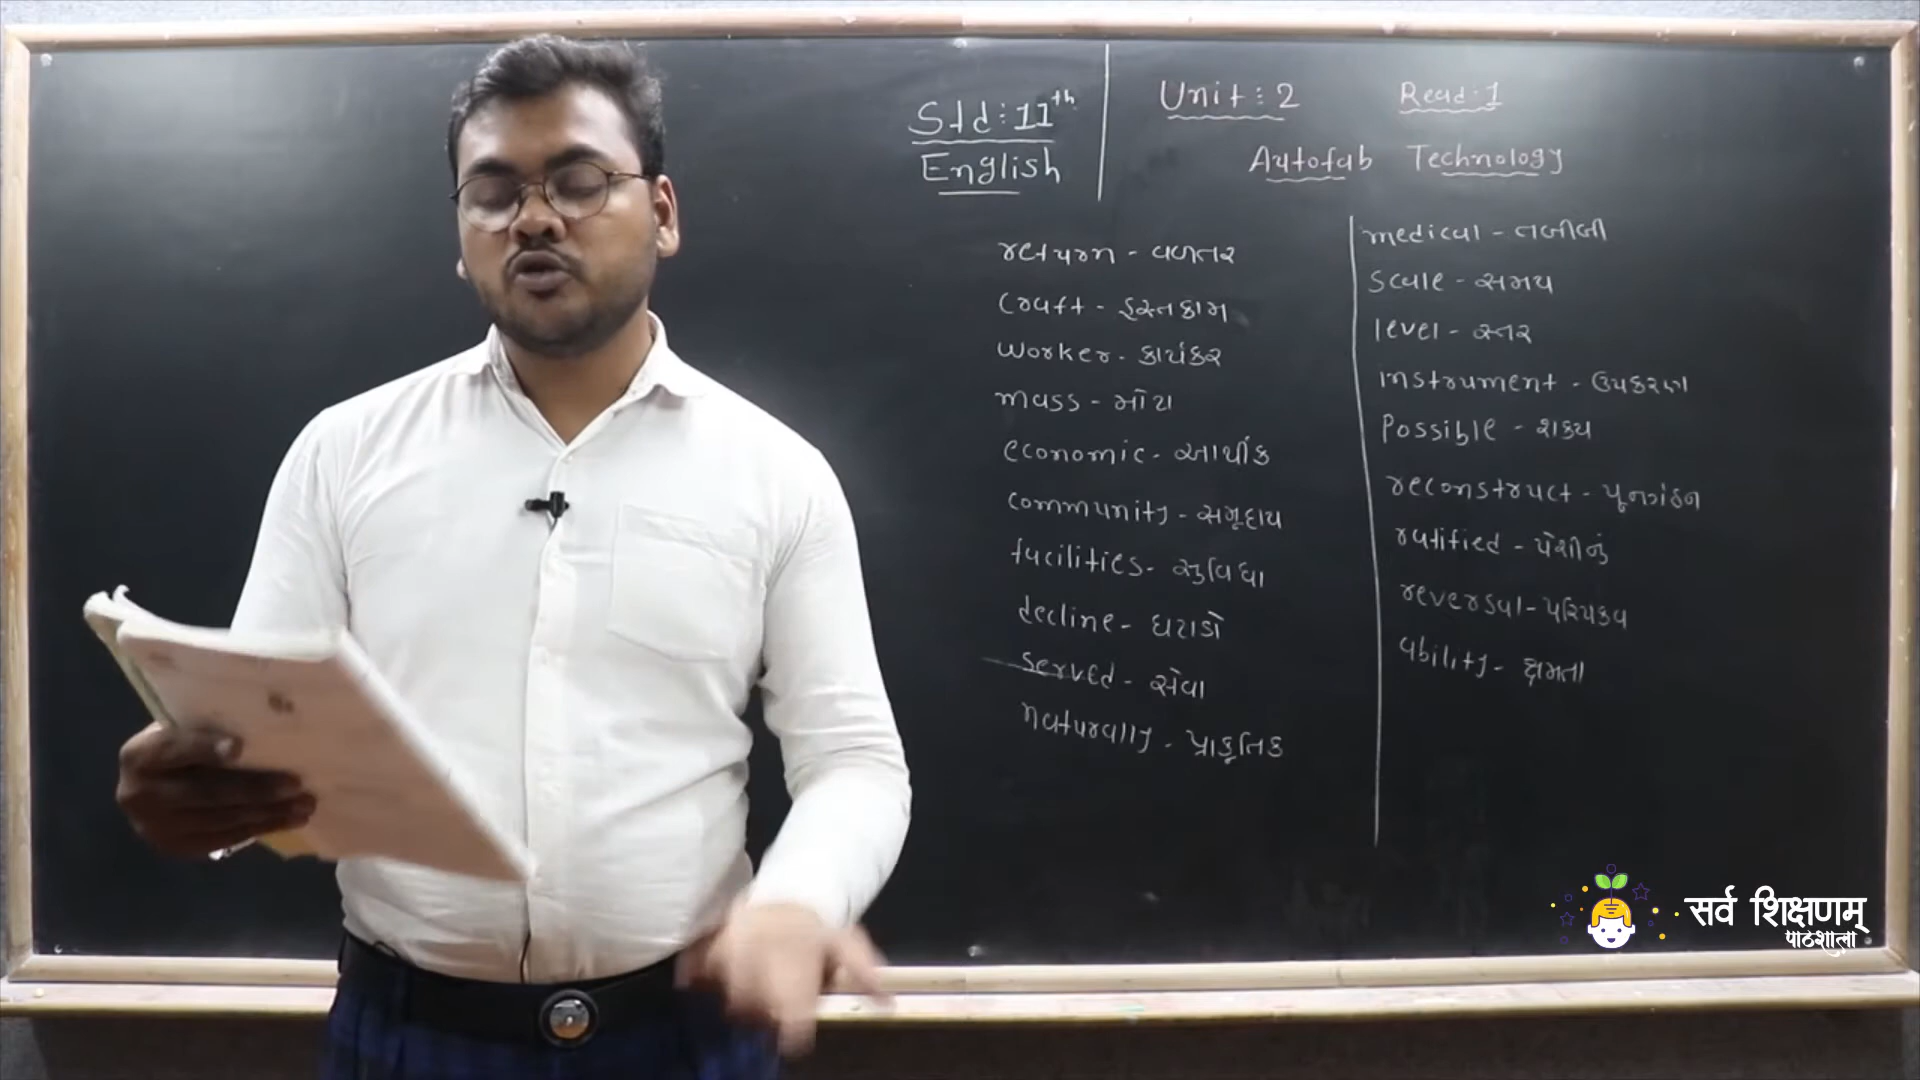 Std:11th
English
Unit:2
Read:1
Autofab Technology
return - વળતર
craft - હસ્તકામ
worker - કાર્યકર
mass - મોટા
economic - આર્થીક
community - સમૂદાય
facilities - સુવિધા
decline - ઘટાડો
served - સેવા
naturally - પ્રાકૃતિક
medical - તબીબી
scale - સમય
level - સ્તર
instrument - ઉપકરણ
possible - શકય
reconstruct - પૂનર્ગઠન
ratified - પેશીનું
reversal - પરિપકવ
ability - ક્ષમતા
सर्व शिक्षणम्
पाठशाला